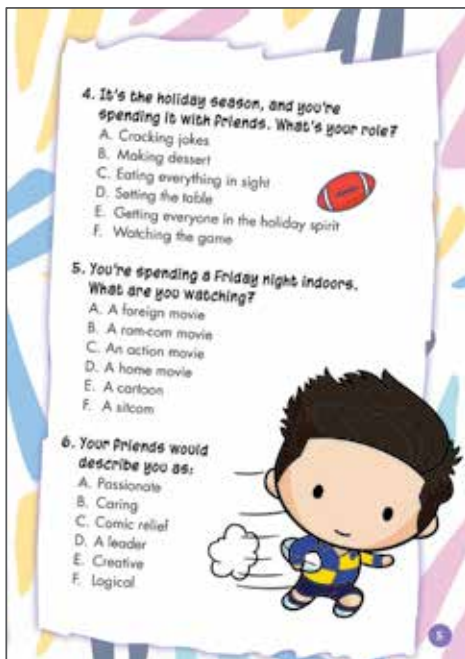 4. It's the holiday season, and you're
spending it with friends. What's your role?
A. Cracking jokes
B. Making dessert
C. Eating everything in sight
D. Setting the table
E. Getting everyone in the holiday spirit
F. Watching the game
5. You're spending a Friday night indoors.
What are you watching?
A. A foreign movie
B. A rom-com movie
C. An action movie
D. A home movie
E. A cartoon
F. A sitcom
6. Your friends would
describe you as:
A. Passionate
B. Caring
C. Comic relief
D. A leader
E. Creative
F. Logical
5